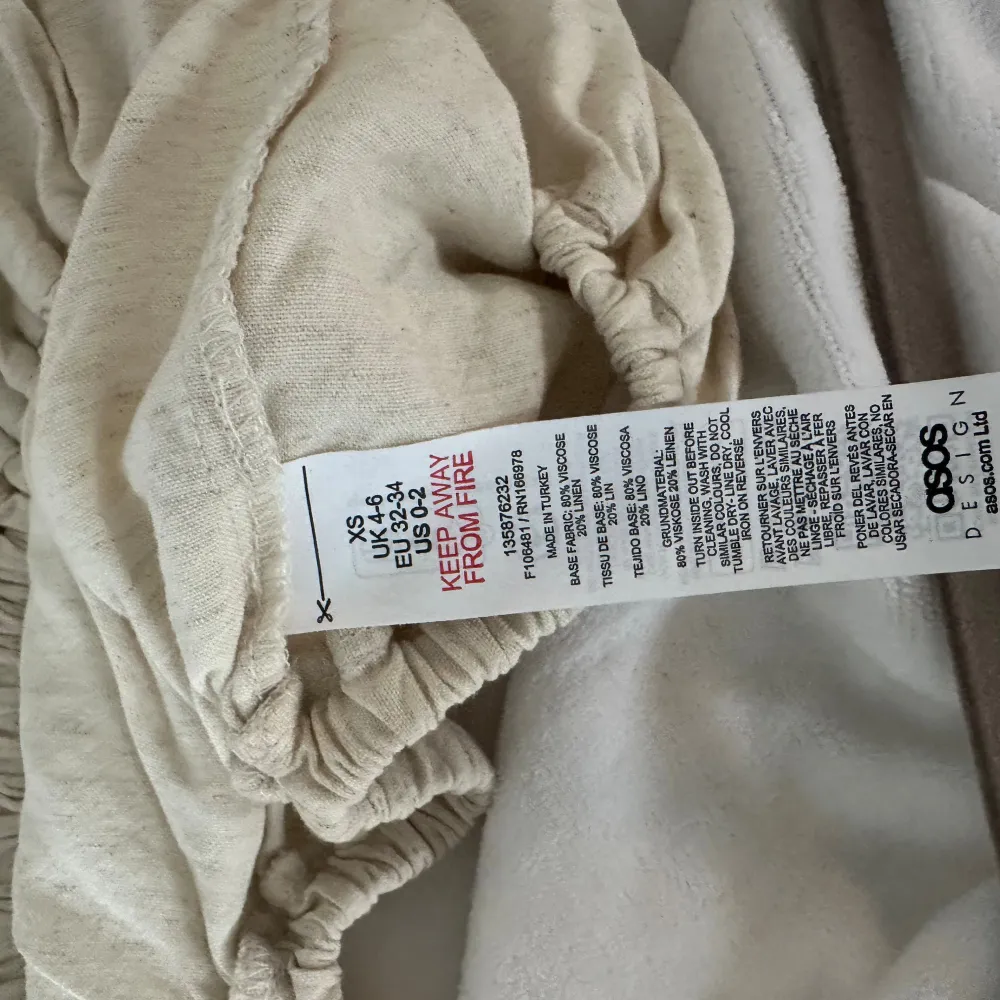 XS
UK 4-6
EU 32-34
US 0-2
KEEP AWAY
FROM FIRE
135876232
F106481 / RN166978
MADE IN TURKEY
BASE FABRIC: 80% VISCOSE
20% LINEN
TISSU DE BASE: 80% VISCOSE
20% LIN
TEJIDO BASE: 80% VISCOSA
20% LINO
GRUNDMATERIAL:
80% VISKOSE 20% LEINEN
TURN INSIDE OUT BEFORE
CLEANING, WASH WITH
SIMILAR COLOURS, DO NOT
TUMBLE DRY - LINE DRY, COOL
IRON ON REVERSE
RETOURNER SUR L'ENVERS
AVANT LAVAGE, LAVER AVEC
DES COULEURS SIMILAIRES,
NE PAS METTRE AU SÈCHE
LINGE - SÉCHAGE À L'AIR
LIBRE, REPASSER À FER
FROID SUR L'ENVERS
PONER DEL REVÉS ANTES
DE LAVAR, LAVAR CON
COLORES SIMILARES, NO
USAR SECADORA-SECAR EN
asos
DESIGN
asos.com Ltd